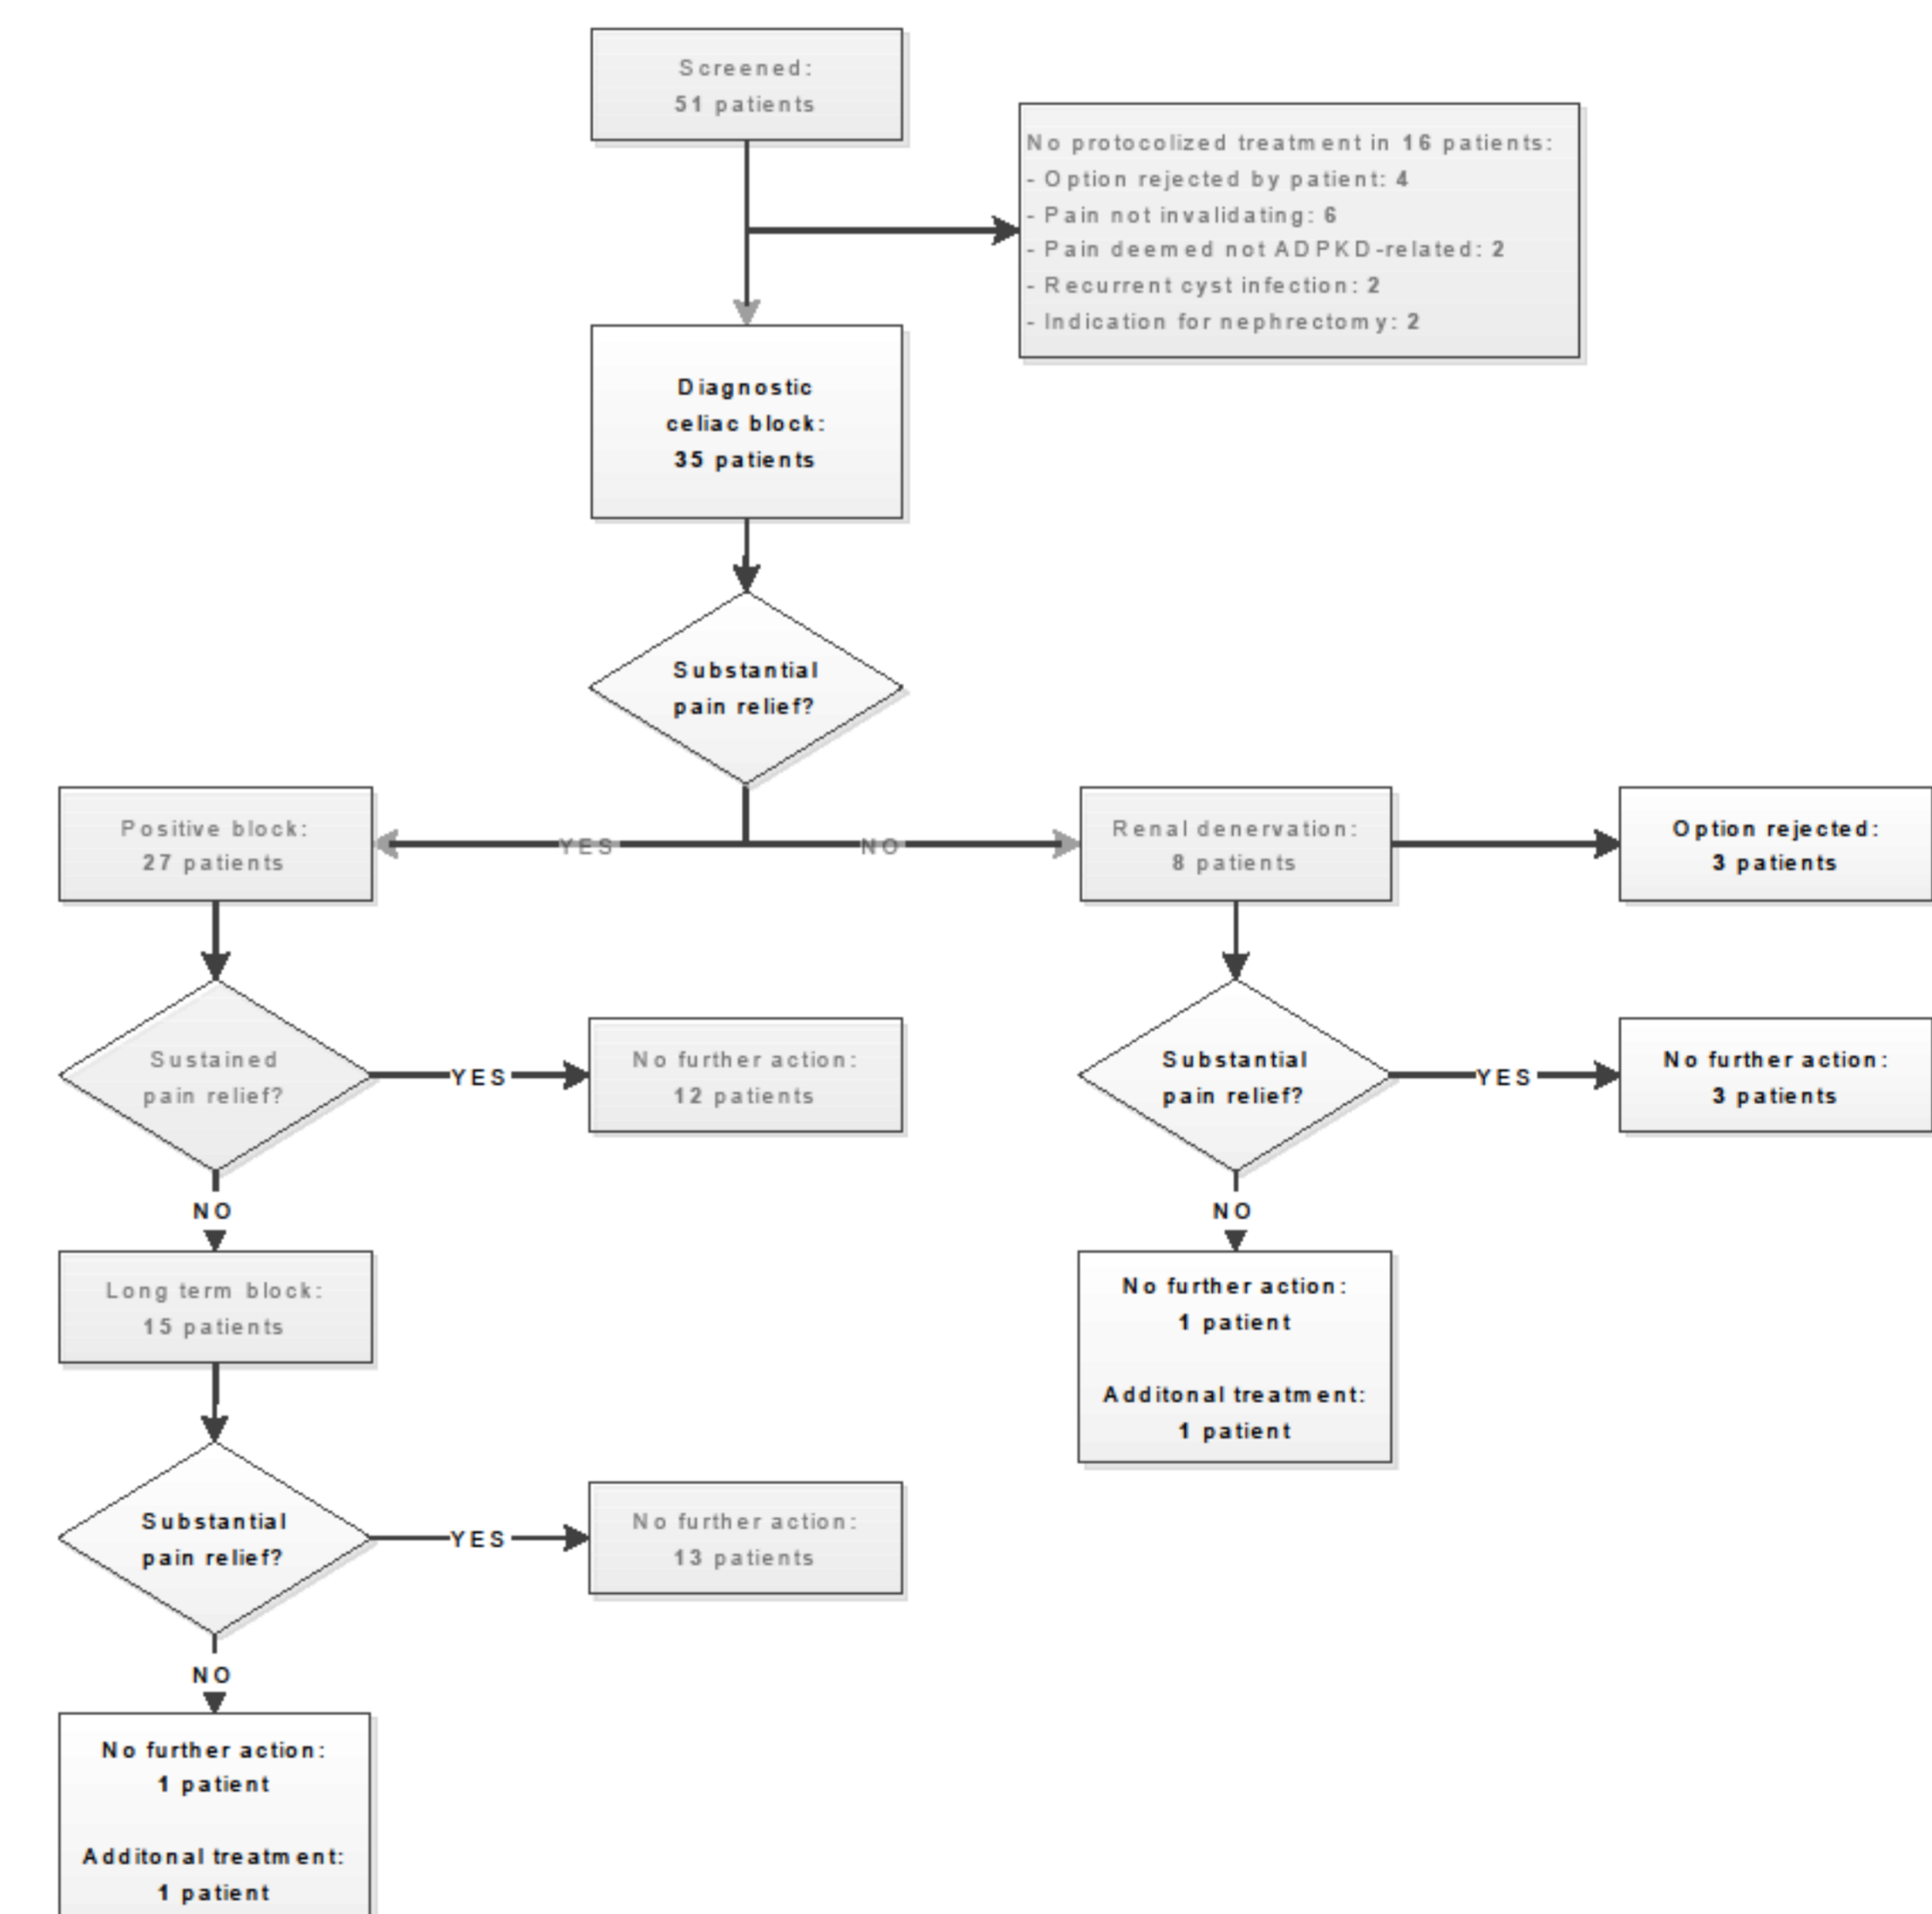 Screened:
51 patients
No protocolized treatment in 16 patients:
- Option rejected by patient: 4
- Pain not invalidating: 6
- Pain deemed not ADPKD-related: 2
- Recurrent cyst infection: 2
- Indication for nephrectomy: 2
Diagnostic
celiac block:
35 patients
Substantial
pain relief?
YES
NO
Positive block:
27 patients
Renal denervation:
8 patients
Option rejected:
3 patients
Sustained
pain relief?
YES
No further action:
12 patients
Substantial
pain relief?
YES
No further action:
3 patients
NO
NO
Long term block:
15 patients
No further action:
1 patient
Additonal treatment:
1 patient
Substantial
pain relief?
YES
No further action:
13 patients
NO
No further action:
1 patient
Additonal treatment:
1 patient